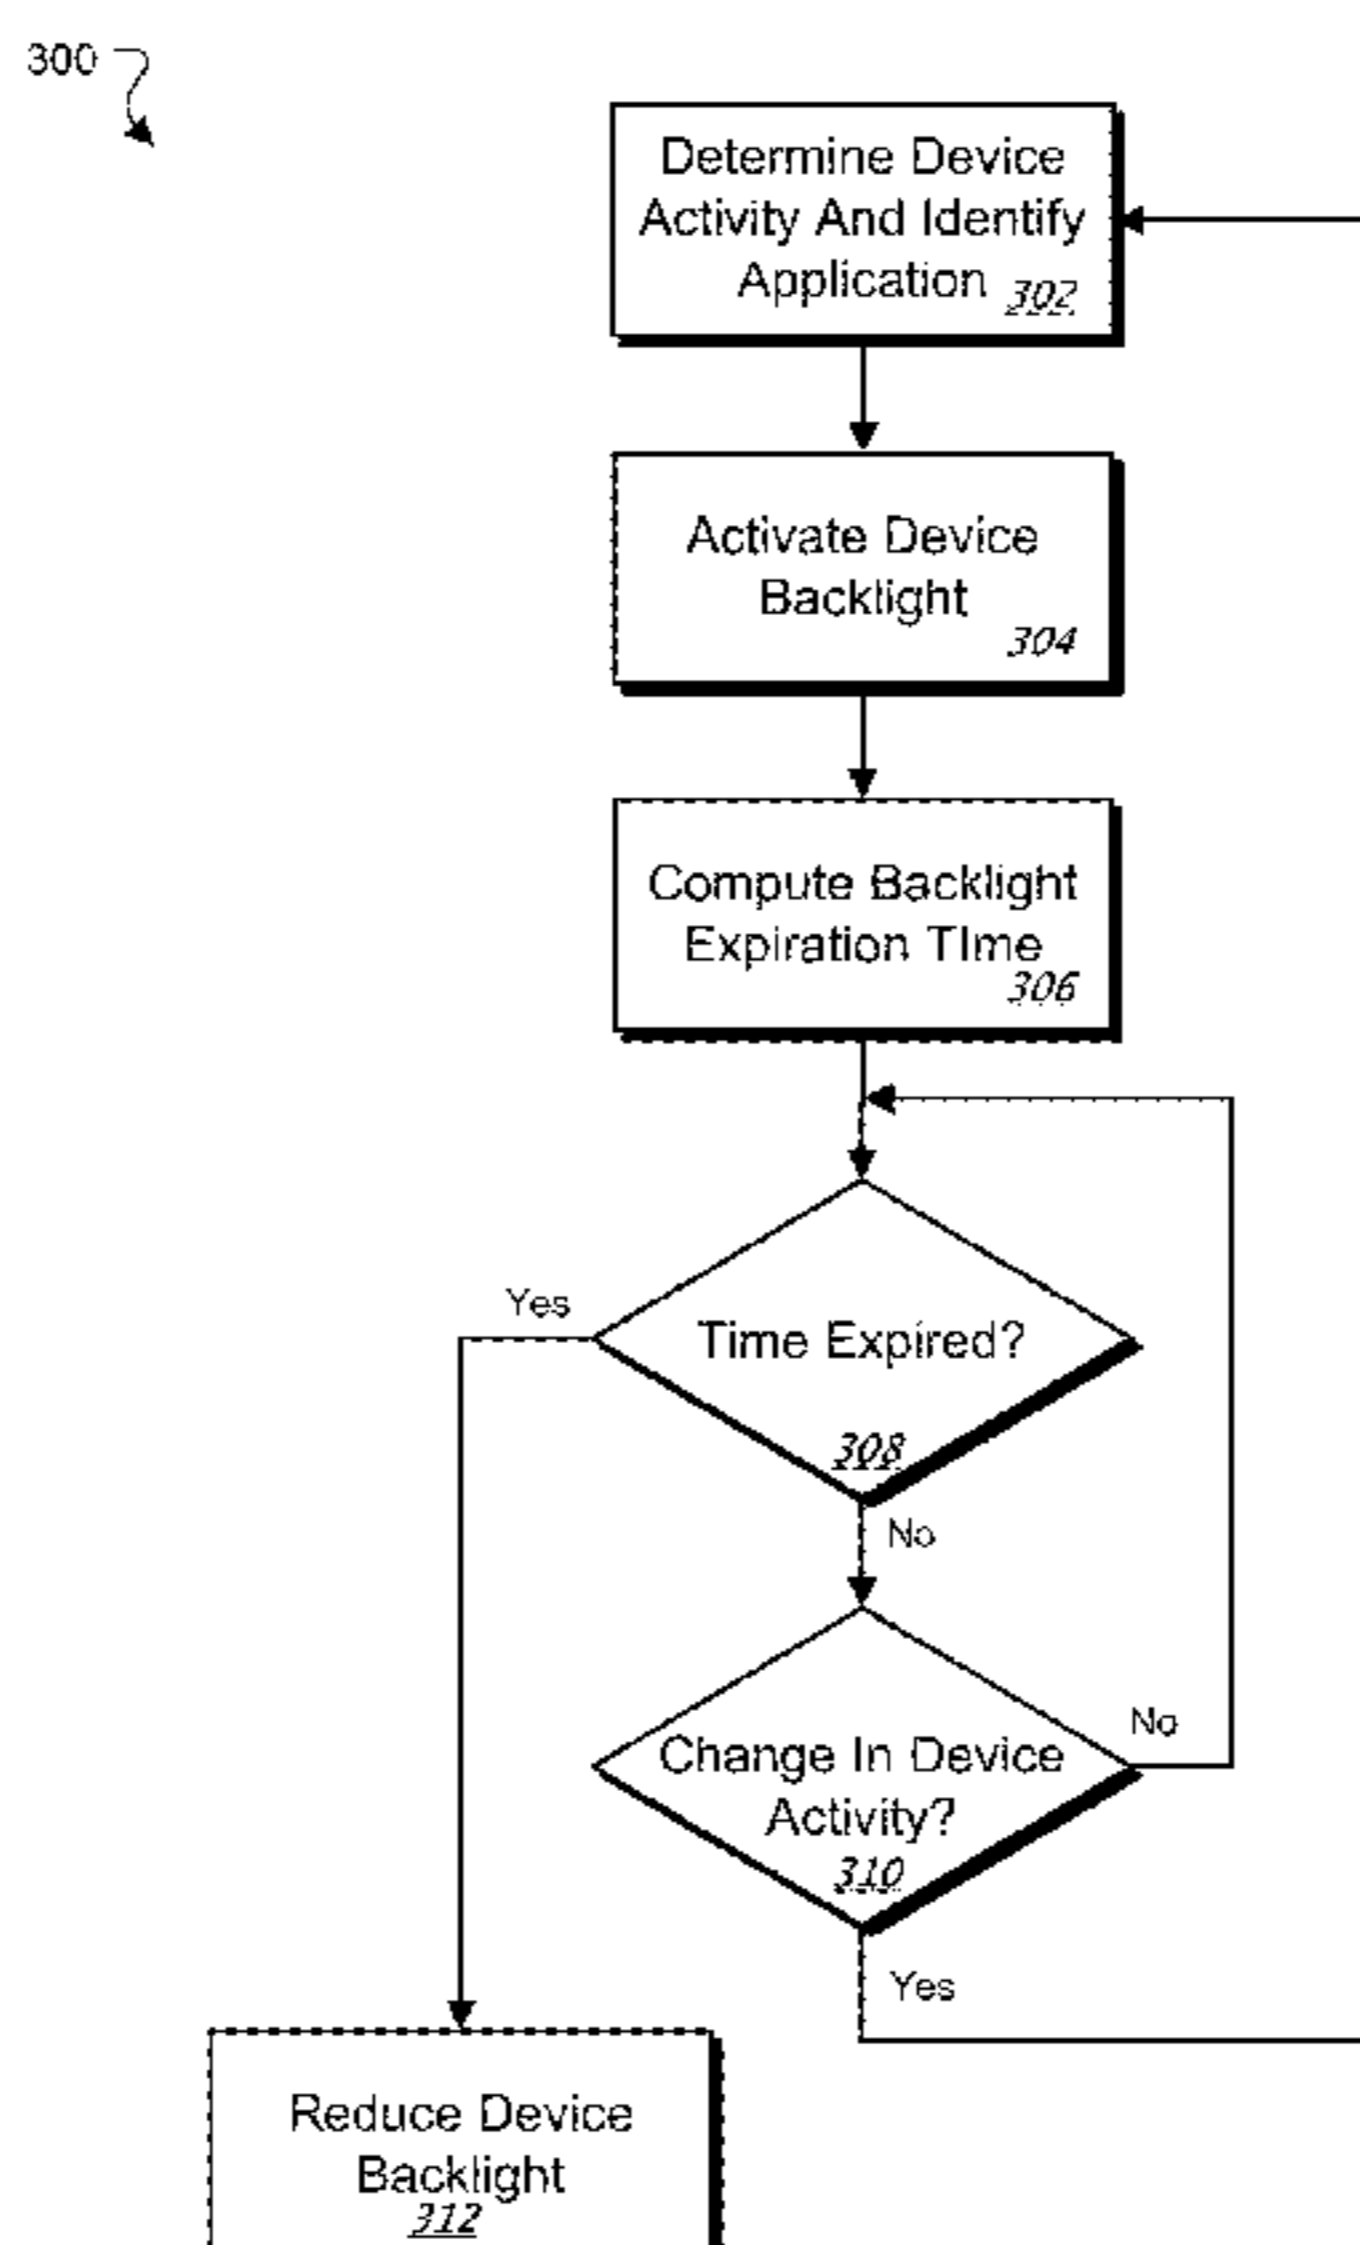 300
Determine Device
Activity And Identify
Application 302
Activate Device
Backlight
304
Compute Backlight
Expiration TIme
306
Yes
Time Expired?
308
No
No
Change In Device
Activity?
310
Yes
Reduce Device
Backlight
312